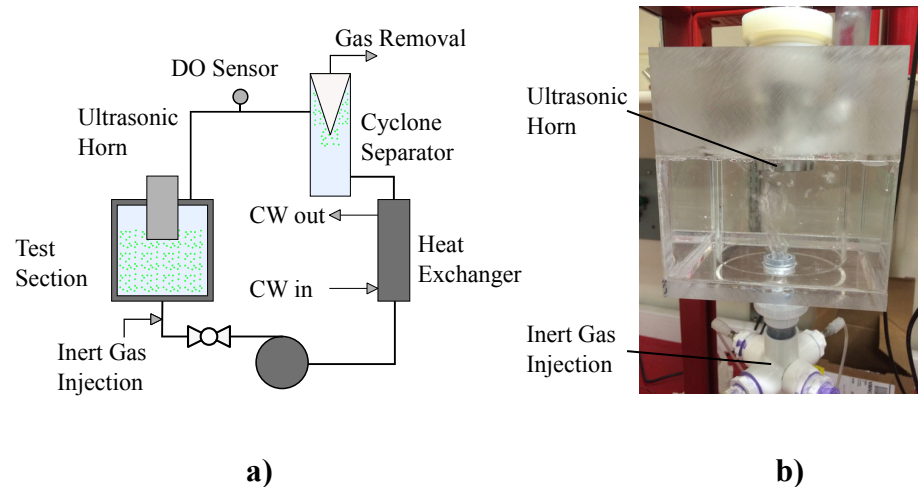 Gas Removal
DO Sensor
Ultrasonic
Horn
Cyclone
Separator
CW out
Test
Section
Heat
Exchanger
CW in
Inert Gas
Injection
a)
Ultrasonic
Horn
Inert Gas
Injection
b)